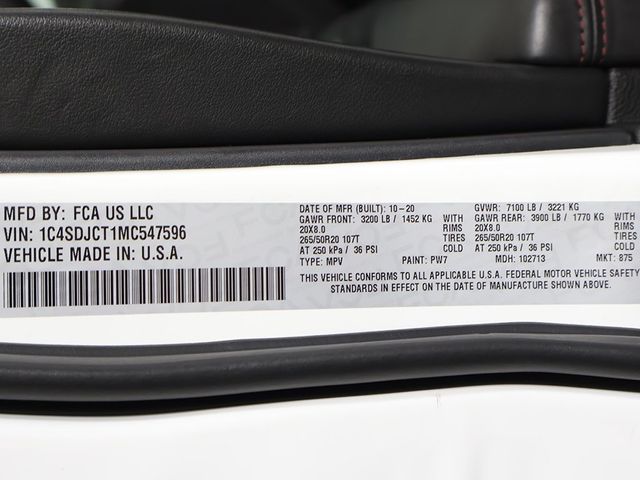 MFD BY: FCA US LLC
VIN: 1C4SDJCT1MC547596
VEHICLE MADE IN: U.S.A.
DATE OF MFR (BUILT): 10-20 GVWR: 7100 LB / 3221 KG
GAWR FRONT: 3200 LB / 1452 KG WITH GAWR REAR: 3900 LB / 1770 KG WITH
20X8.0 RIMS 20X8.0 RIMS
265/50R20 107T TIRES 265/50R20 107T TIRES
AT 250 kPa / 36 PSI COLD AT 250 kPa / 36 PSI COLD
TYPE: MPV PAINT: PW7 MDH: 102713 MKT: 875
THIS VEHICLE CONFORMS TO ALL APPLICABLE U.S.A. FEDERAL MOTOR VEHICLE SAFETY
STANDARDS IN EFFECT ON THE DATE OF MANUFACTURE SHOWN ABOVE.